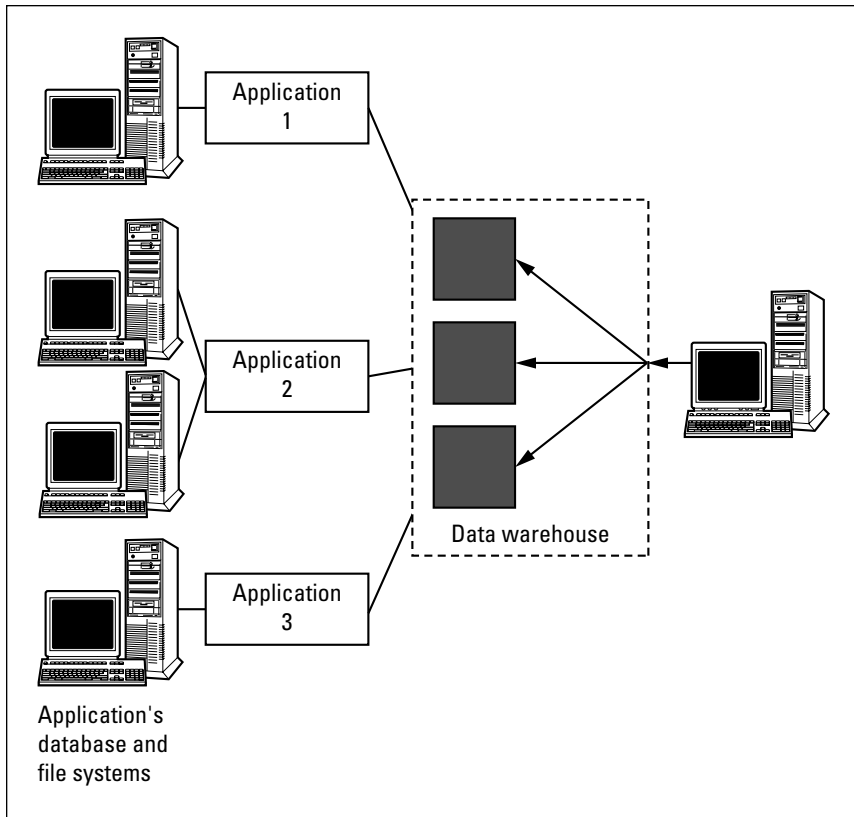 Application
1
Application
2
Data warehouse
Application
3
Application's
database and
file systems